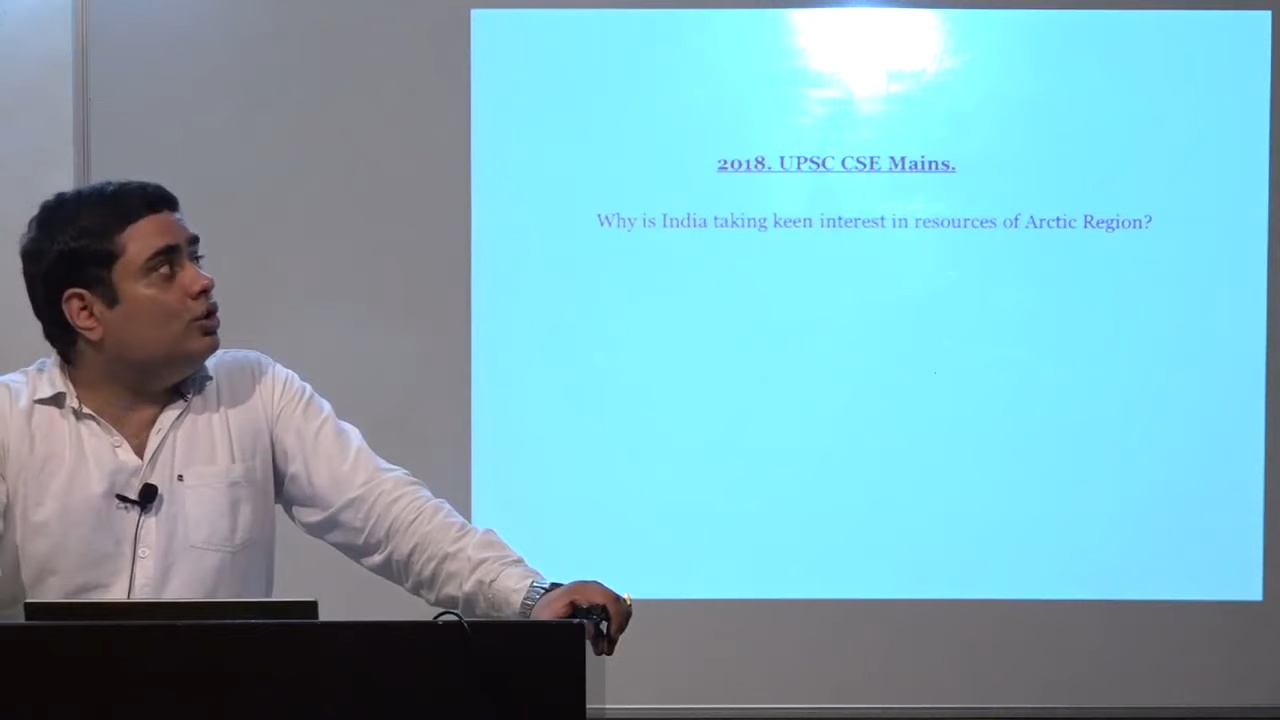 2018. UPSC CSE Mains.
Why is India taking keen interest in resources of Arctic Region?